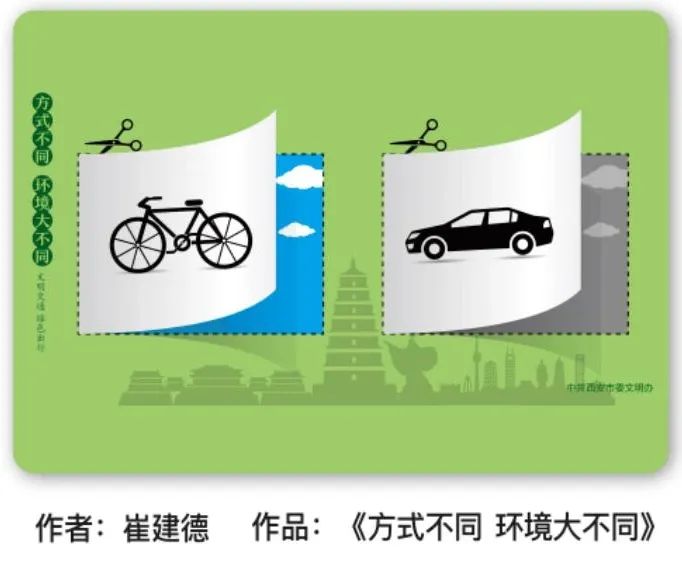 方式不同 环境大不同
文明交通 绿色出行
中共西安市委文明办
作者：崔建德 作品：《方式不同 环境大不同》